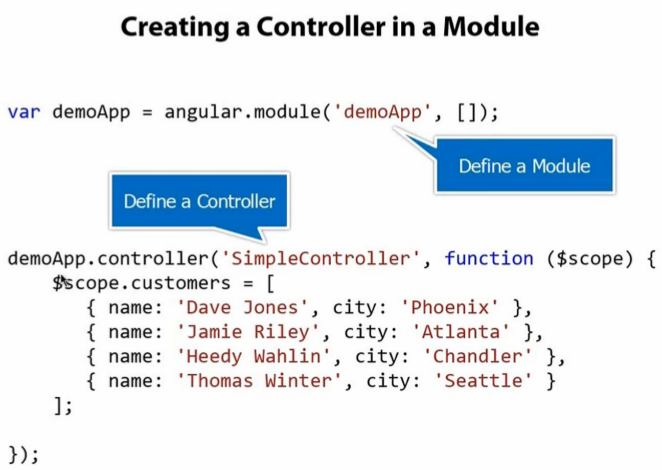 Creating a Controller in a Module
var demoApp = angular.module('demoApp', []);
Define a Module
Define a Controller
demoApp.controller('SimpleController', function ($scope) {
$scope.customers = [
{ name: 'Dave Jones', city: 'Phoenix' },
{ name: 'Jamie Riley', city: 'Atlanta' },
{ name: 'Heedy Wahlin', city: 'Chandler' },
{ name: 'Thomas Winter', city: 'Seattle' }
];
});